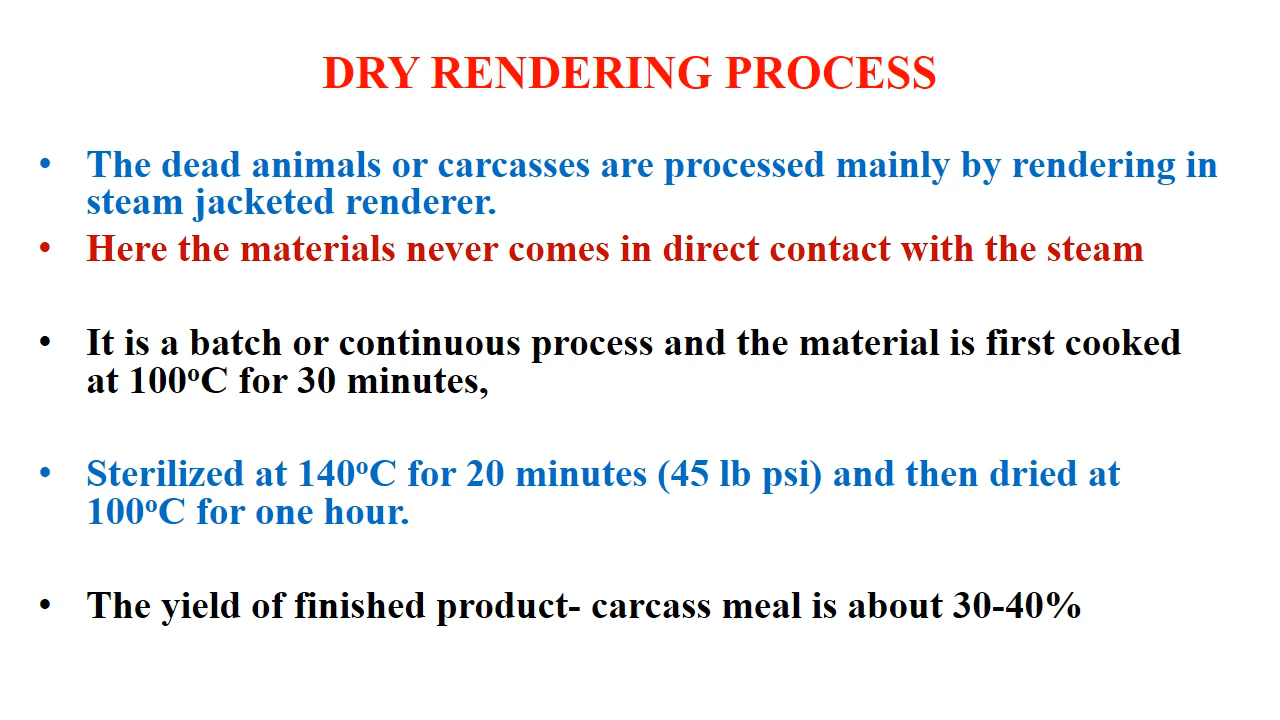 DRY RENDERING PROCESS
• The dead animals or carcasses are processed mainly by rendering in
steam jacketed renderer.
• Here the materials never comes in direct contact with the steam
• It is a batch or continuous process and the material is first cooked
at 100ºC for 30 minutes,
• Sterilized at 140ºC for 20 minutes (45 lb psi) and then dried at
100ºC for one hour.
• The yield of finished product- carcass meal is about 30-40%